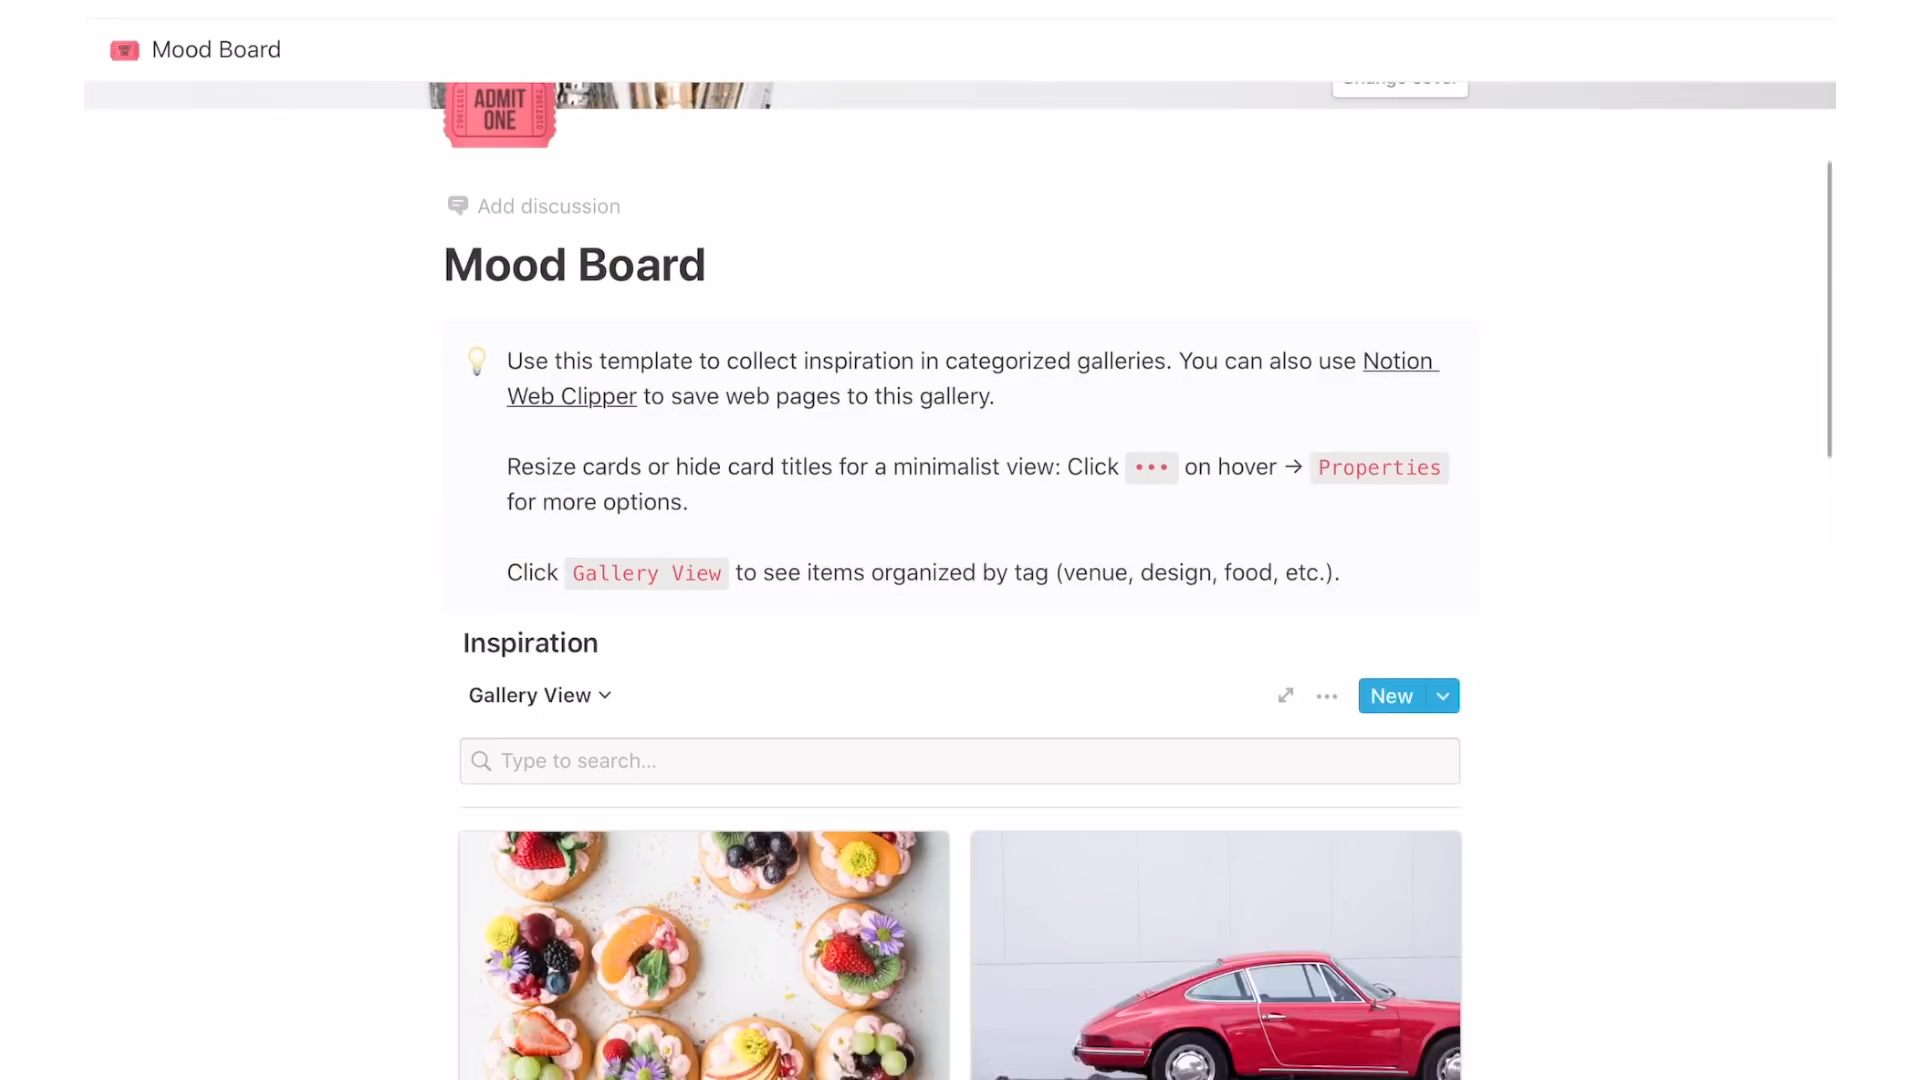 Mood Board
ADMIT
ONE
Add discussion
Mood Board
Use this template to collect inspiration in categorized galleries. You can also use Notion
Web Clipper to save web pages to this gallery.
Resize cards or hide card titles for a minimalist view: Click ••• on hover → Properties
for more options.
Click Gallery View to see items organized by tag (venue, design, food, etc.).
Inspiration
Gallery View
New
Type to search...